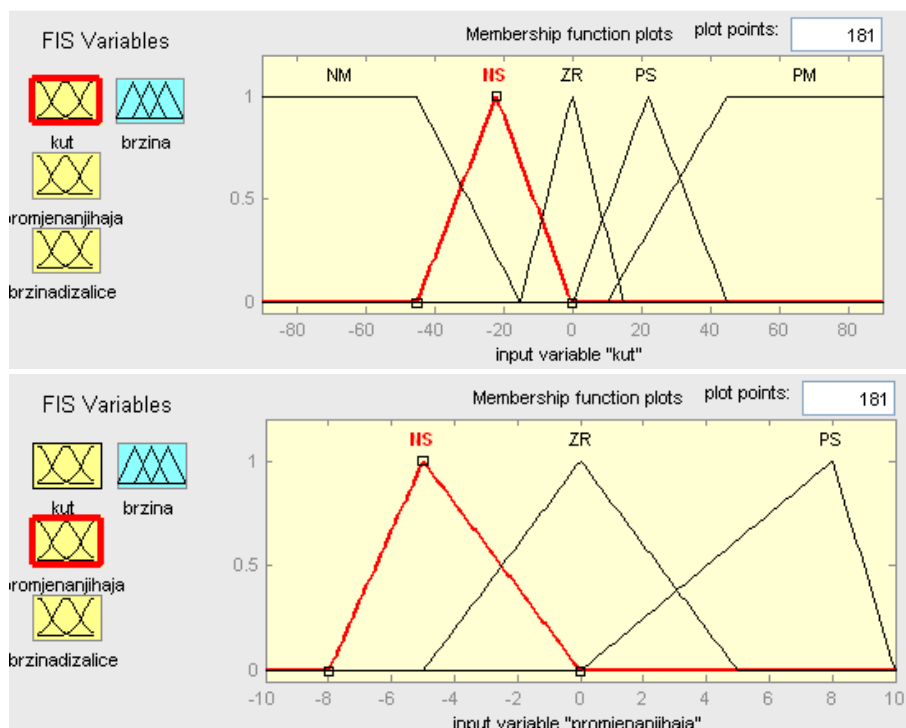 FIS Variables
Membership function plots
plot points:
181
NM
NS
ZR
PS
PM
kut
brzina
promjenanjihaja
brzinadizalice
1
0.5
0
-80
-60
-40
-20
0
20
40
60
80
input variable "kut"
FIS Variables
Membership function plots
plot points:
181
NS
ZR
PS
kut
brzina
promjenanjihaja
brzinadizalice
1
0.5
0
-10
-8
-6
-4
-2
0
2
4
6
8
10
input variable "promjenanjihaja"